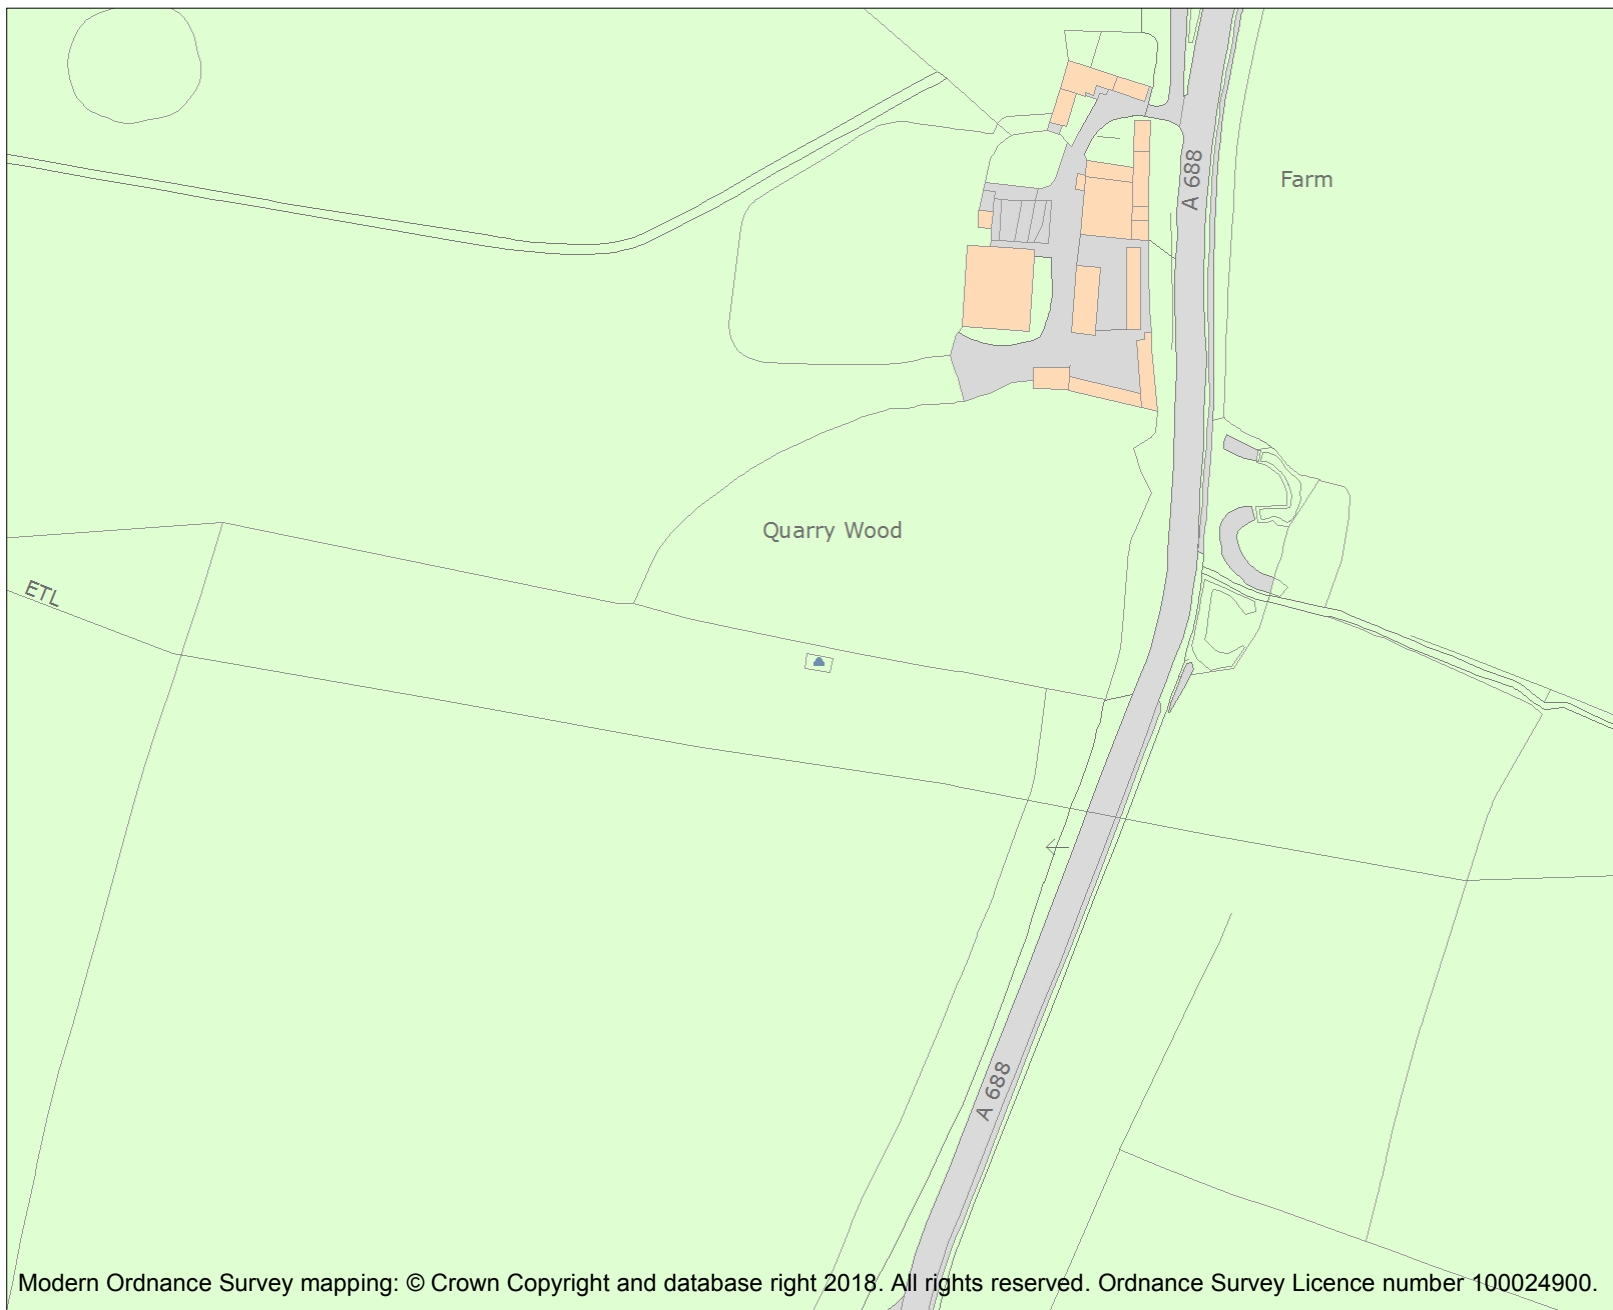 A 688
Farm
Quarry Wood
ETL
A 688
Modern Ordnance Survey mapping: © Crown Copyright and database right 2018. All rights reserved. Ordnance Survey Licence number 100024900.